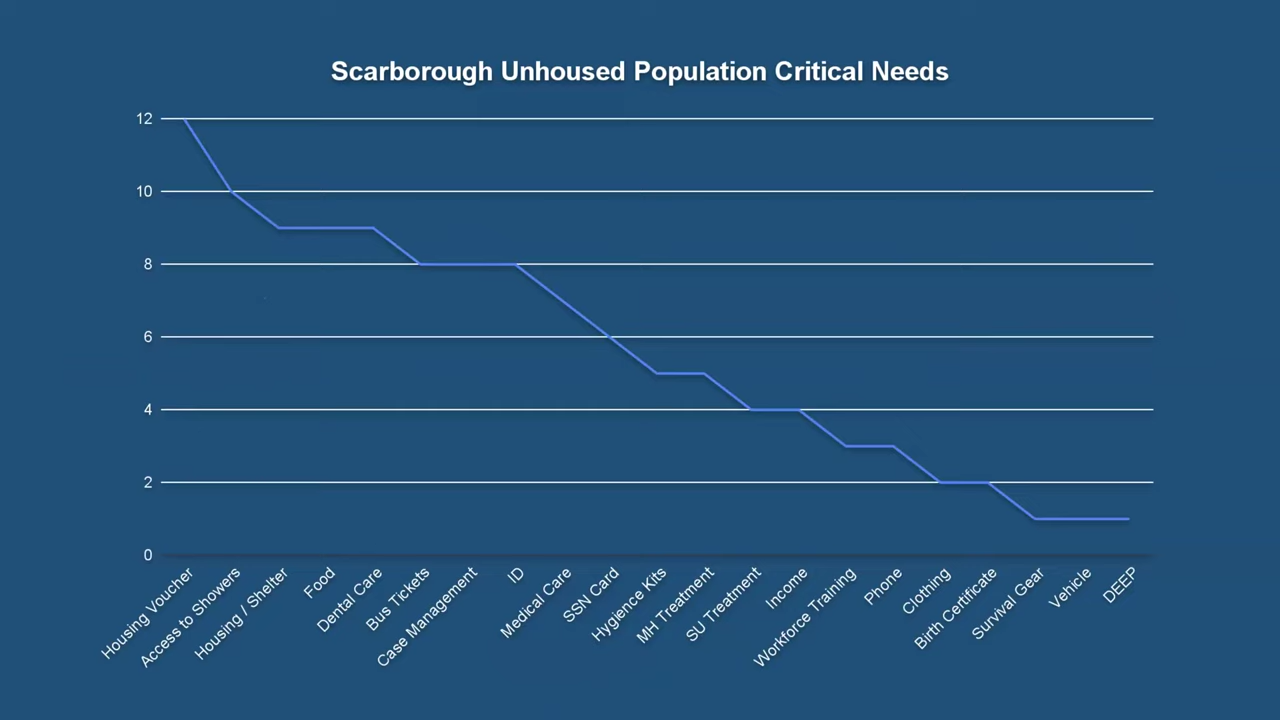 Scarborough Unhoused Population Critical Needs
12
10
8
6
4
2
0
Housing Voucher
Access to Showers
Housing / Shelter
Food
Dental Care
Bus Tickets
Case Management
ID
Medical Care
SSN Card
Hygiene Kits
MH Treatment
SU Treatment
Income
Workforce Training
Phone
Clothing
Birth Certificate
Survival Gear
Vehicle
DEEP